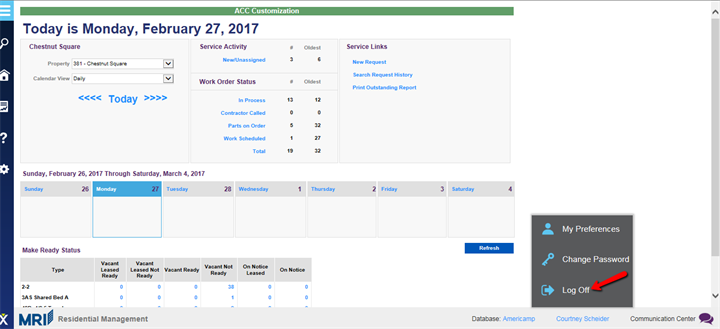 ACC Customization
Today is Monday, February 27, 2017
Chestnut Square
Property 381 - Chestnut Square
Calendar View Daily
<<<< Today >>>>
Service Activity # Oldest
New/Unassigned 3 6
Work Order Status # Oldest
In Process 13 12
Contractor Called 0 0
Parts on Order 5 32
Work Scheduled 1 27
Total 19 32
Service Links
New Request
Search Request History
Print Outstanding Report
Sunday, February 26, 2017 Through Saturday, March 4, 2017
Sunday 26 Monday 27 Tuesday 28 Wednesday 1 Thursday 2 Friday 3 Saturday 4
Make Ready Status
Refresh
Type Vacant Leased Ready Vacant Leased Not Ready Vacant Ready Vacant Not Ready On Notice Leased On Notice
2-2 0 0 0 38 0 0
3AS Shared Bed A 0 0 0 1 0 0
My Preferences
Change Password
Log Off
MRI Residential Management
Database: Americamp
Courtney Scheider
Communication Center